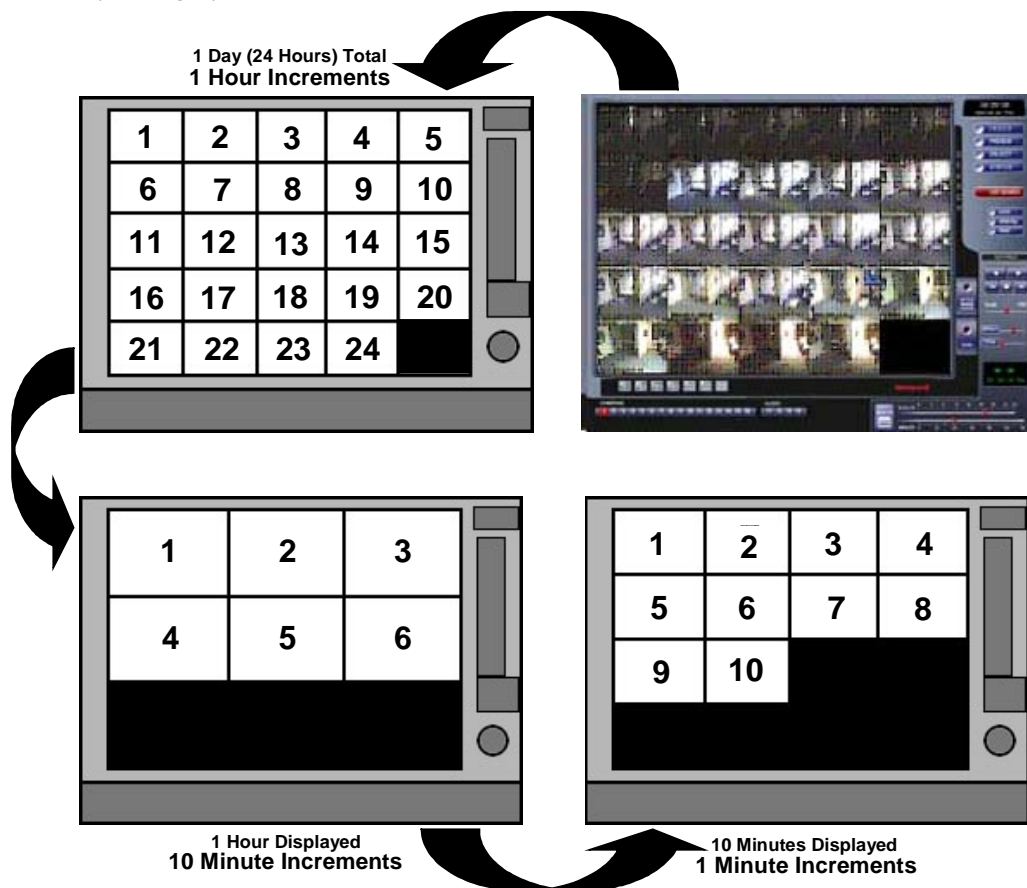 1 Day (24 Hours) Total
1 Hour Increments
1 2 3 4 5
6 7 8 9 10
11 12 13 14 15
16 17 18 19 20
21 22 23 24
1 2 3
4 5 6
1 2 3 4
5 6 7 8
9 10
1 Hour Displayed
10 Minute Increments
10 Minutes Displayed
1 Minute Increments